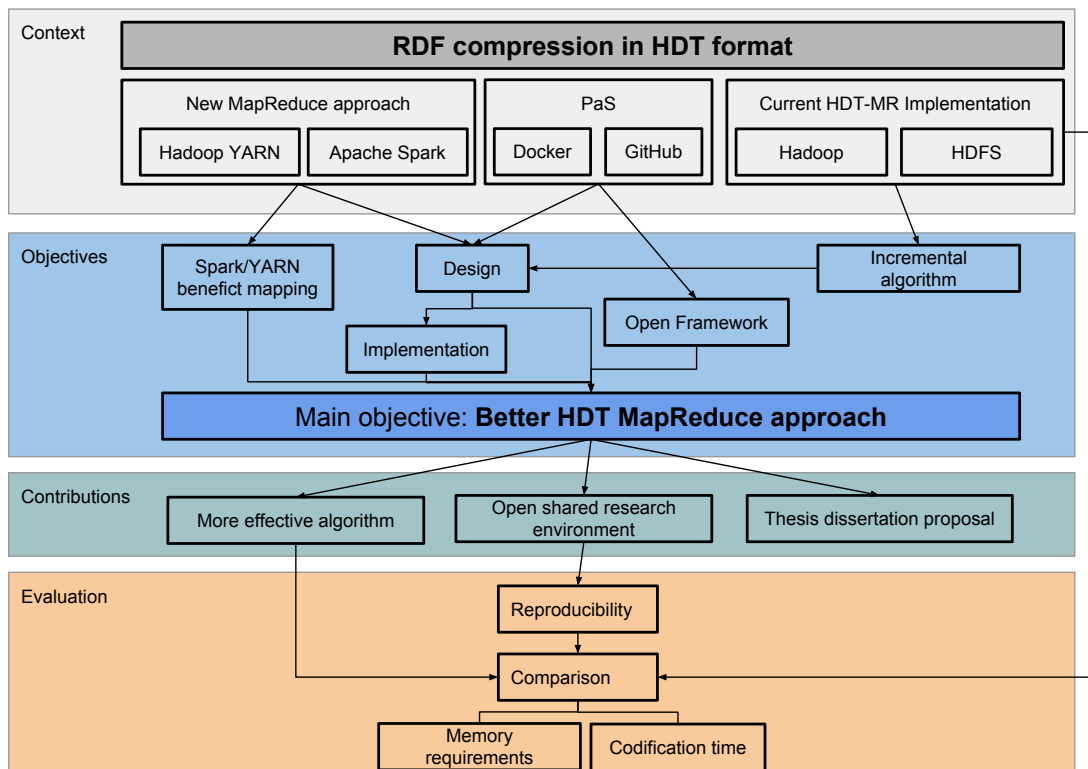 Context
RDF compression in HDT format
New MapReduce approach
Hadoop YARN
Apache Spark
PaS
Docker
GitHub
Current HDT-MR Implementation
Hadoop
HDFS
Objectives
Spark/YARN
benefict mapping
Design
Incremental
algorithm
Implementation
Open Framework
Main objective: Better HDT MapReduce approach
Contributions
More effective algorithm
Open shared research
environment
Thesis dissertation proposal
Evaluation
Reproducibility
Comparison
Memory
requirements
Codification time